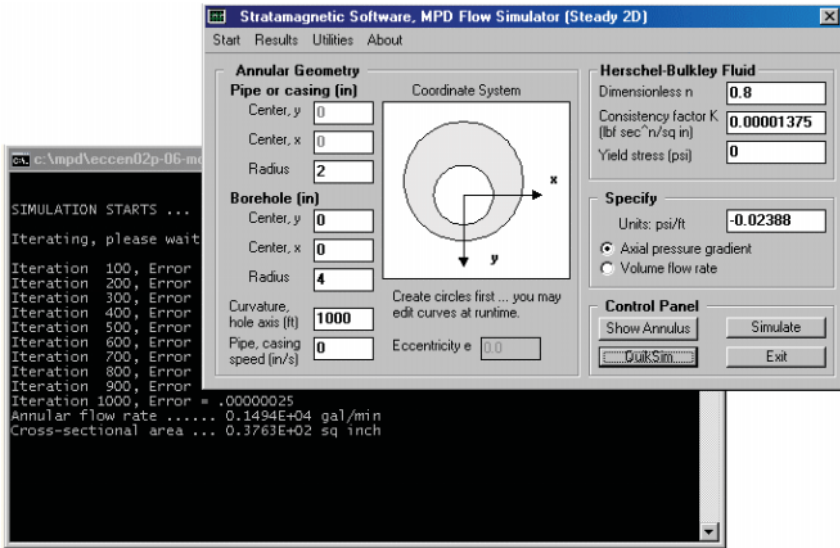 Stratamagnetic Software, MPD Flow Simulator (Steady 2D)
Start Results Utilities About
Annular Geometry
Pipe or casing (in)
Center, y 0
Center, x 0
Radius 2
Borehole (in)
Center, y 0
Center, x 0
Radius 4
Curvature,
hole axis (ft) 1000
Pipe, casing
speed (in/s) 0
Coordinate System
x
y
Create circles first ... you may
edit curves at runtime.
Eccentricity e 0.0
Herschel-Bulkley Fluid
Dimensionless n 0.8
Consistency factor K
(lbf sec^n/sq in) 0.00001375
Yield stress (psi) 0
Specify
Units: psi/ft -0.02388
Axial pressure gradient
Volume flow rate
Control Panel
Show Annulus Simulate
QuikSim Exit
c:\mpd\eccen02p-06-m
SIMULATION STARTS ...
Iterating, please wait
Iteration 100, Error
Iteration 200, Error
Iteration 300, Error
Iteration 400, Error
Iteration 500, Error
Iteration 600, Error
Iteration 700, Error
Iteration 800, Error
Iteration 900, Error
Iteration 1000, Error = .00000025
Annular flow rate ...... 0.1494E+04 gal/min
Cross-sectional area ... 0.3763E+02 sq inch